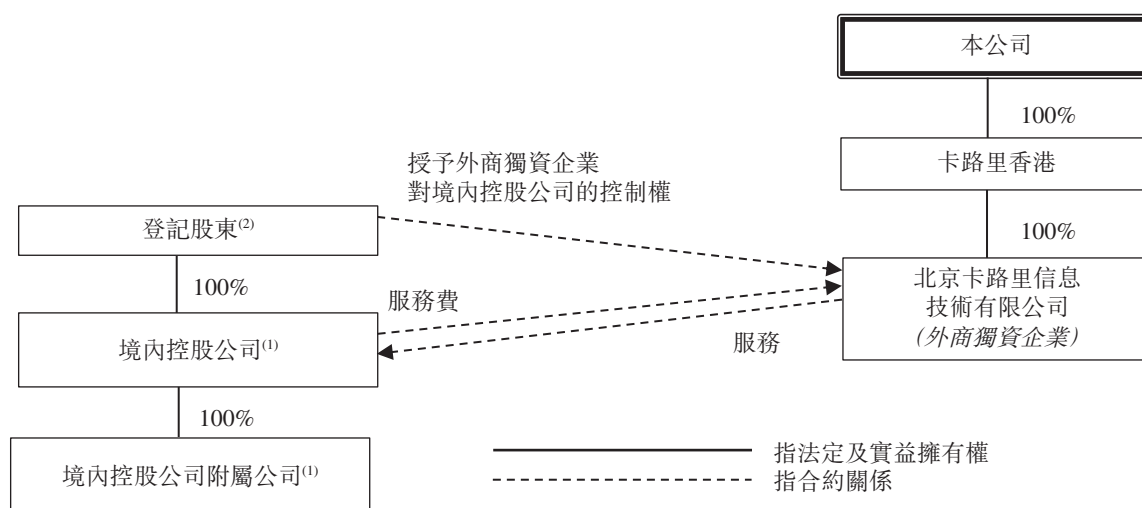 本公司
100%
卡路里香港
授予外商獨資企業
對境內控股公司的控制權
登記股東(2)
100%
100%
北京卡路里信息
技術有限公司
(外商獨資企業)
服務費
境內控股公司(1)
服務
100%
境內控股公司附屬公司(1)
指法定及實益擁有權
指合約關係